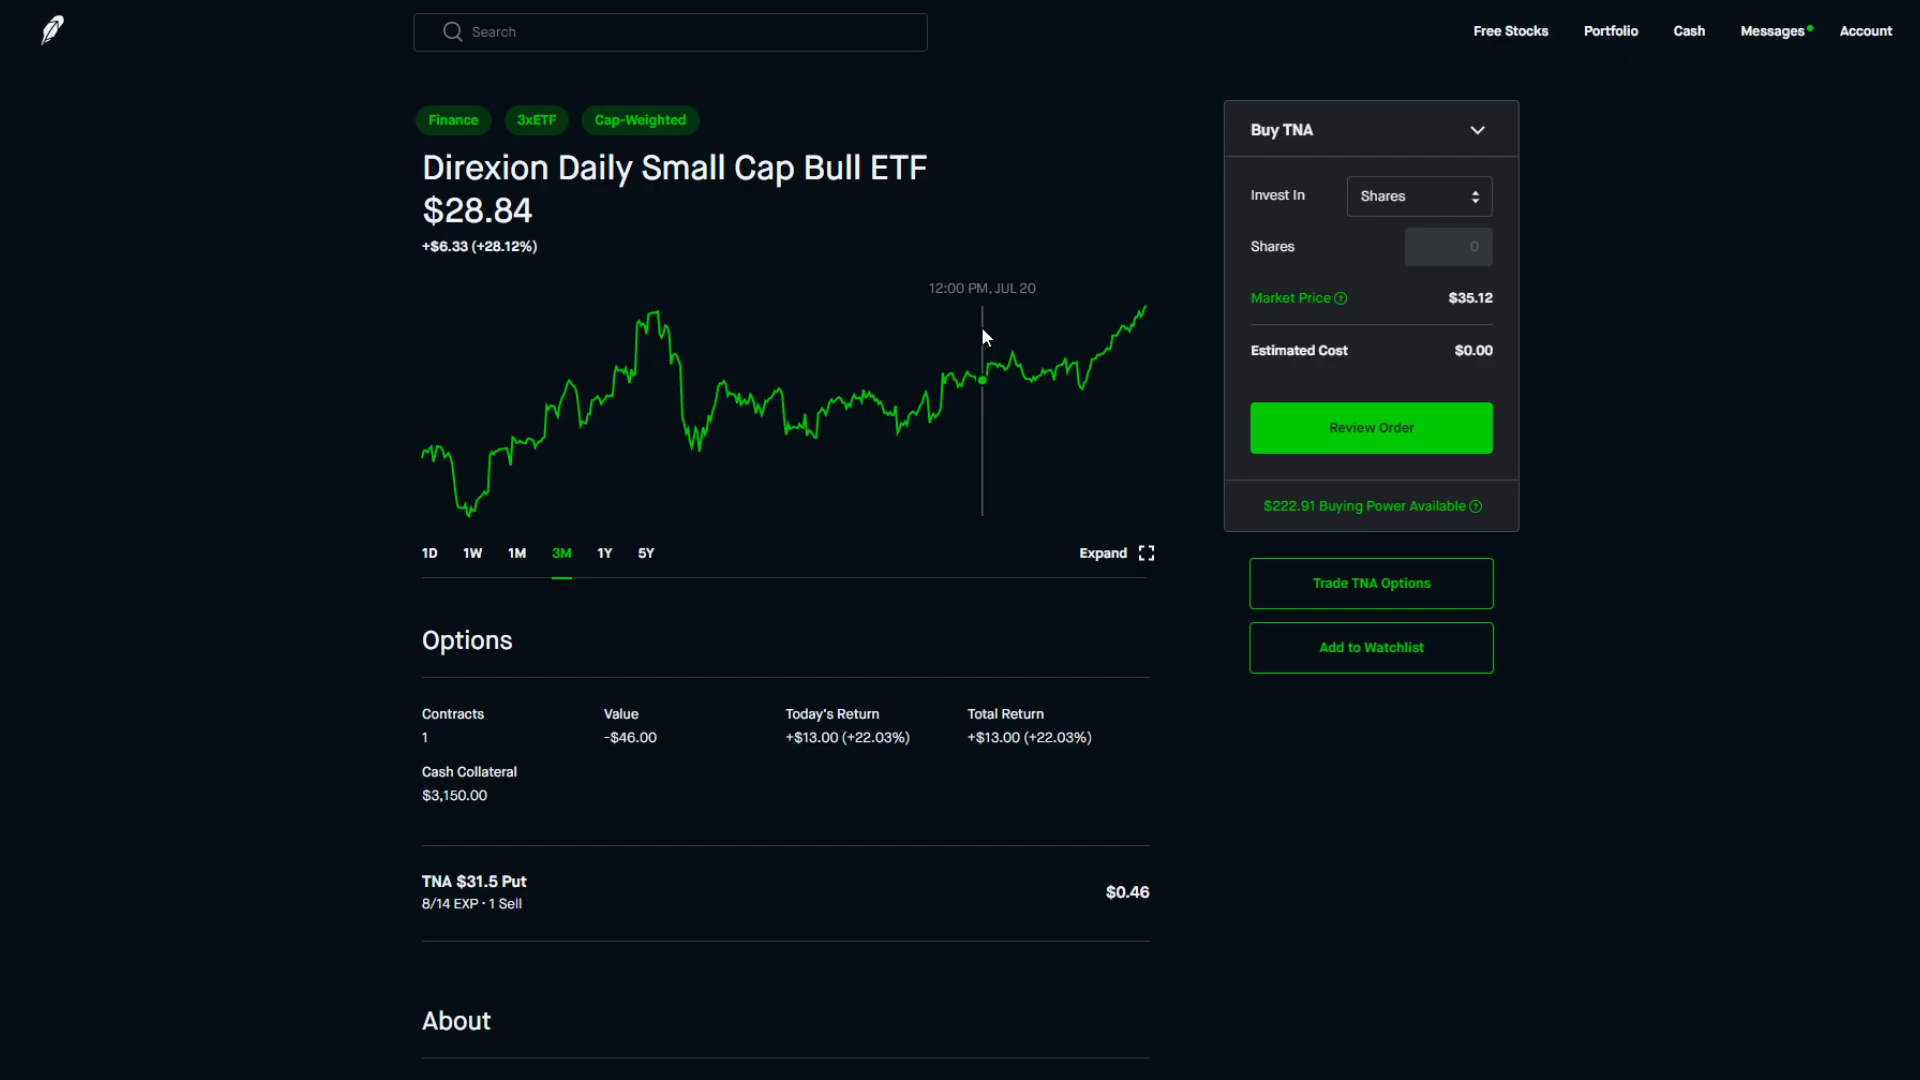 Search
Free Stocks
Portfolio
Cash
Messages
Account
Finance
3xETF
Cap-Weighted
Direxion Daily Small Cap Bull ETF
$28.84
+$6.33 (+28.12%)
12:00 PM, JUL 20
1D
1W
1M
3M
1Y
5Y
Expand
Buy TNA
Invest In
Shares
Shares
0
Market Price ?
$35.12
Estimated Cost
$0.00
Review Order
$222.91 Buying Power Available ?
Trade TNA Options
Add to Watchlist
Options
Contracts
1
Value
-$46.00
Today's Return
+$13.00 (+22.03%)
Total Return
+$13.00 (+22.03%)
Cash Collateral
$3,150.00
TNA $31.5 Put
8/14 EXP · 1 Sell
$0.46
About